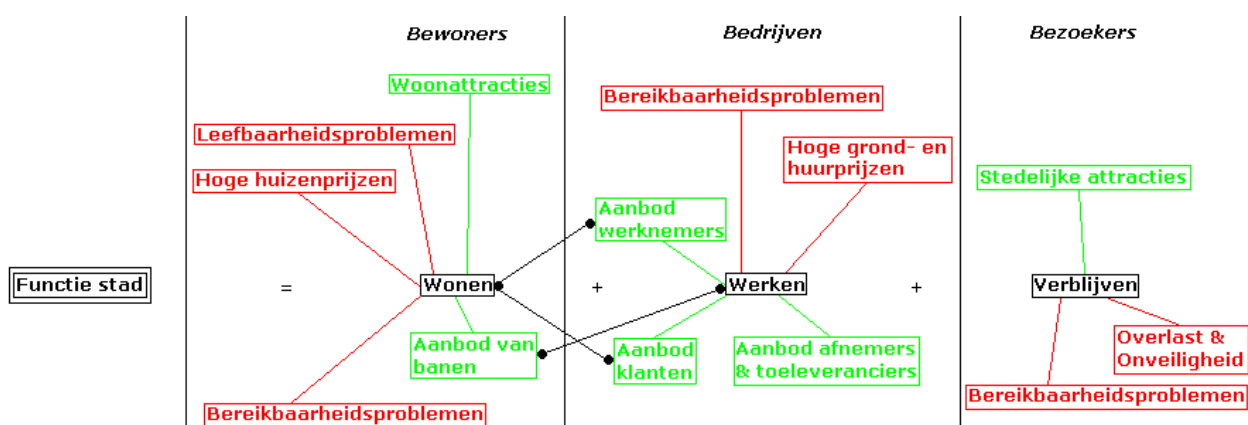 Bewoners
Bedrijven
Bezoekers
Woonattracties
Bereikbaarheidsproblemen
Leefbaarheidsproblemen
Hoge grond- en
huurprijzen
Hoge huizenprijzen
Stedelijke attracties
Aanbod
werknemers
Functie stad
=
Wonen
+
Werken
+
Verblijven
Aanbod van
banen
Aanbod
klanten
Aanbod afnemers
& toeleveranciers
Overlast &
Onveiligheid
Bereikbaarheidsproblemen
Bereikbaarheidsproblemen